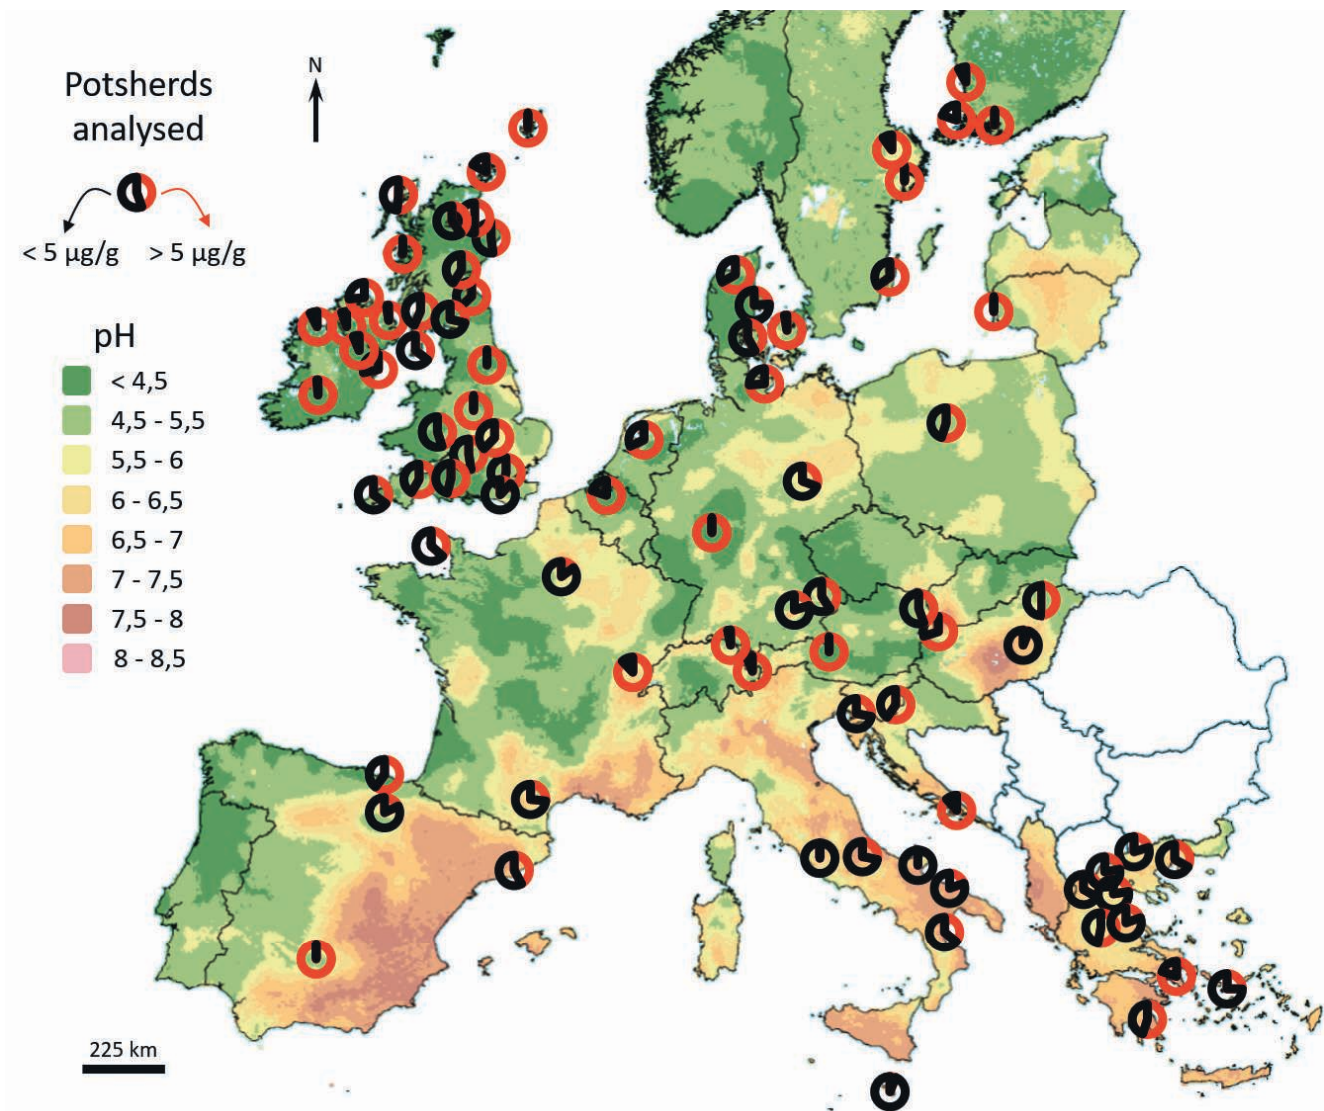 N
Potsherds
analysed
< 5 µg/g > 5 µg/g
pH
< 4,5
4,5 - 5,5
5,5 - 6
6 - 6,5
6,5 - 7
7 - 7,5
7,5 - 8
8 - 8,5
225 km